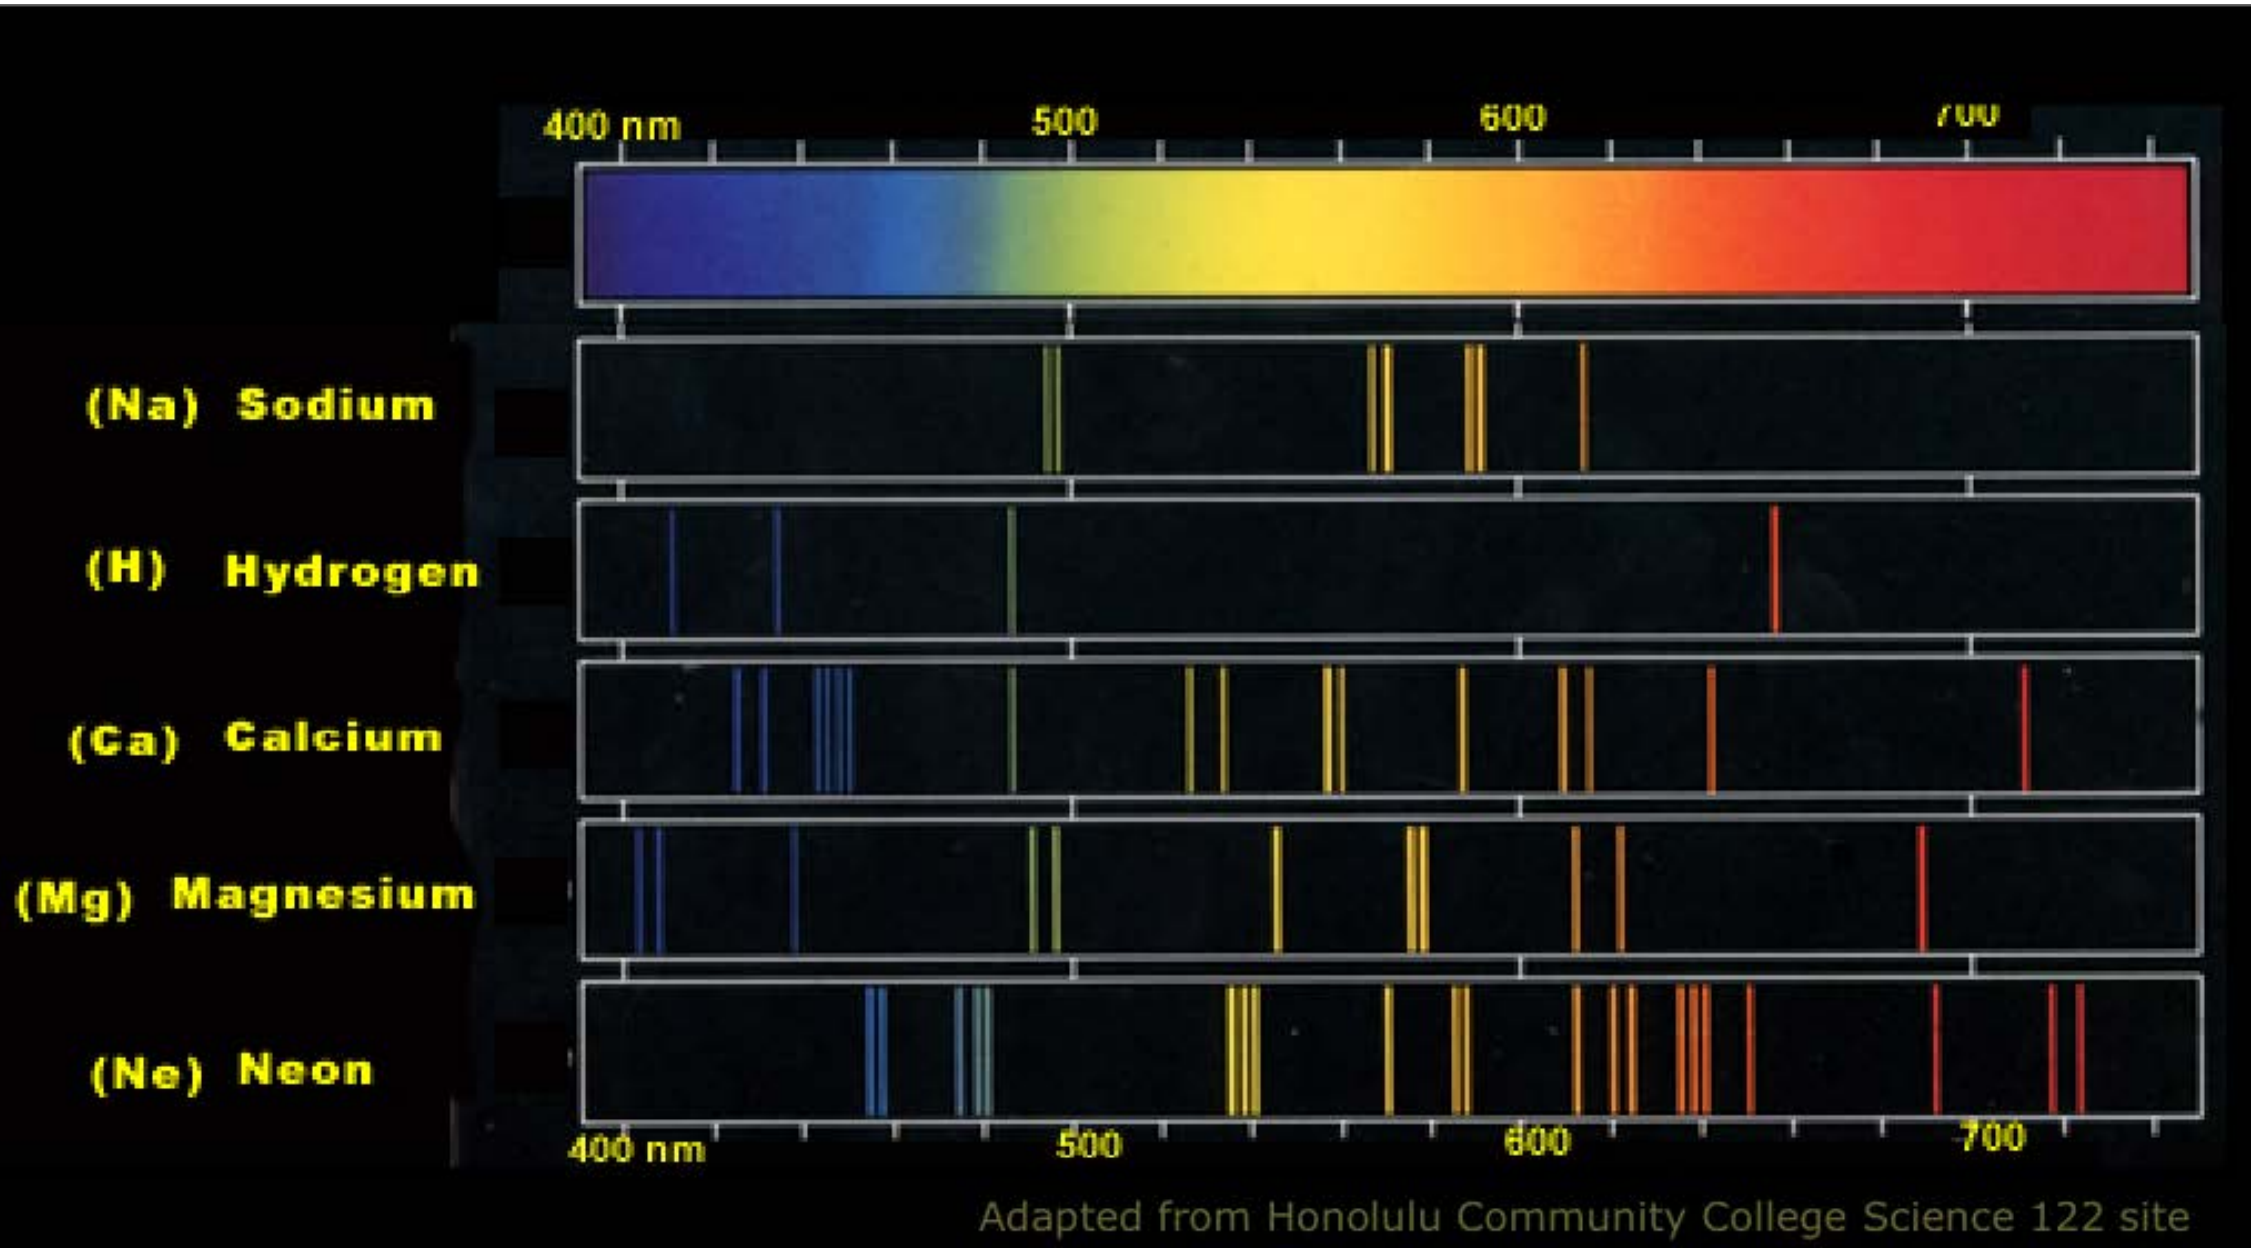 400 nm 500 600 700
(Na) Sodium
(H) Hydrogen
(Ca) Calcium
(Mg) Magnesium
(Ne) Neon
400 nm 500 600 700
Adapted from Honolulu Community College Science 122 site